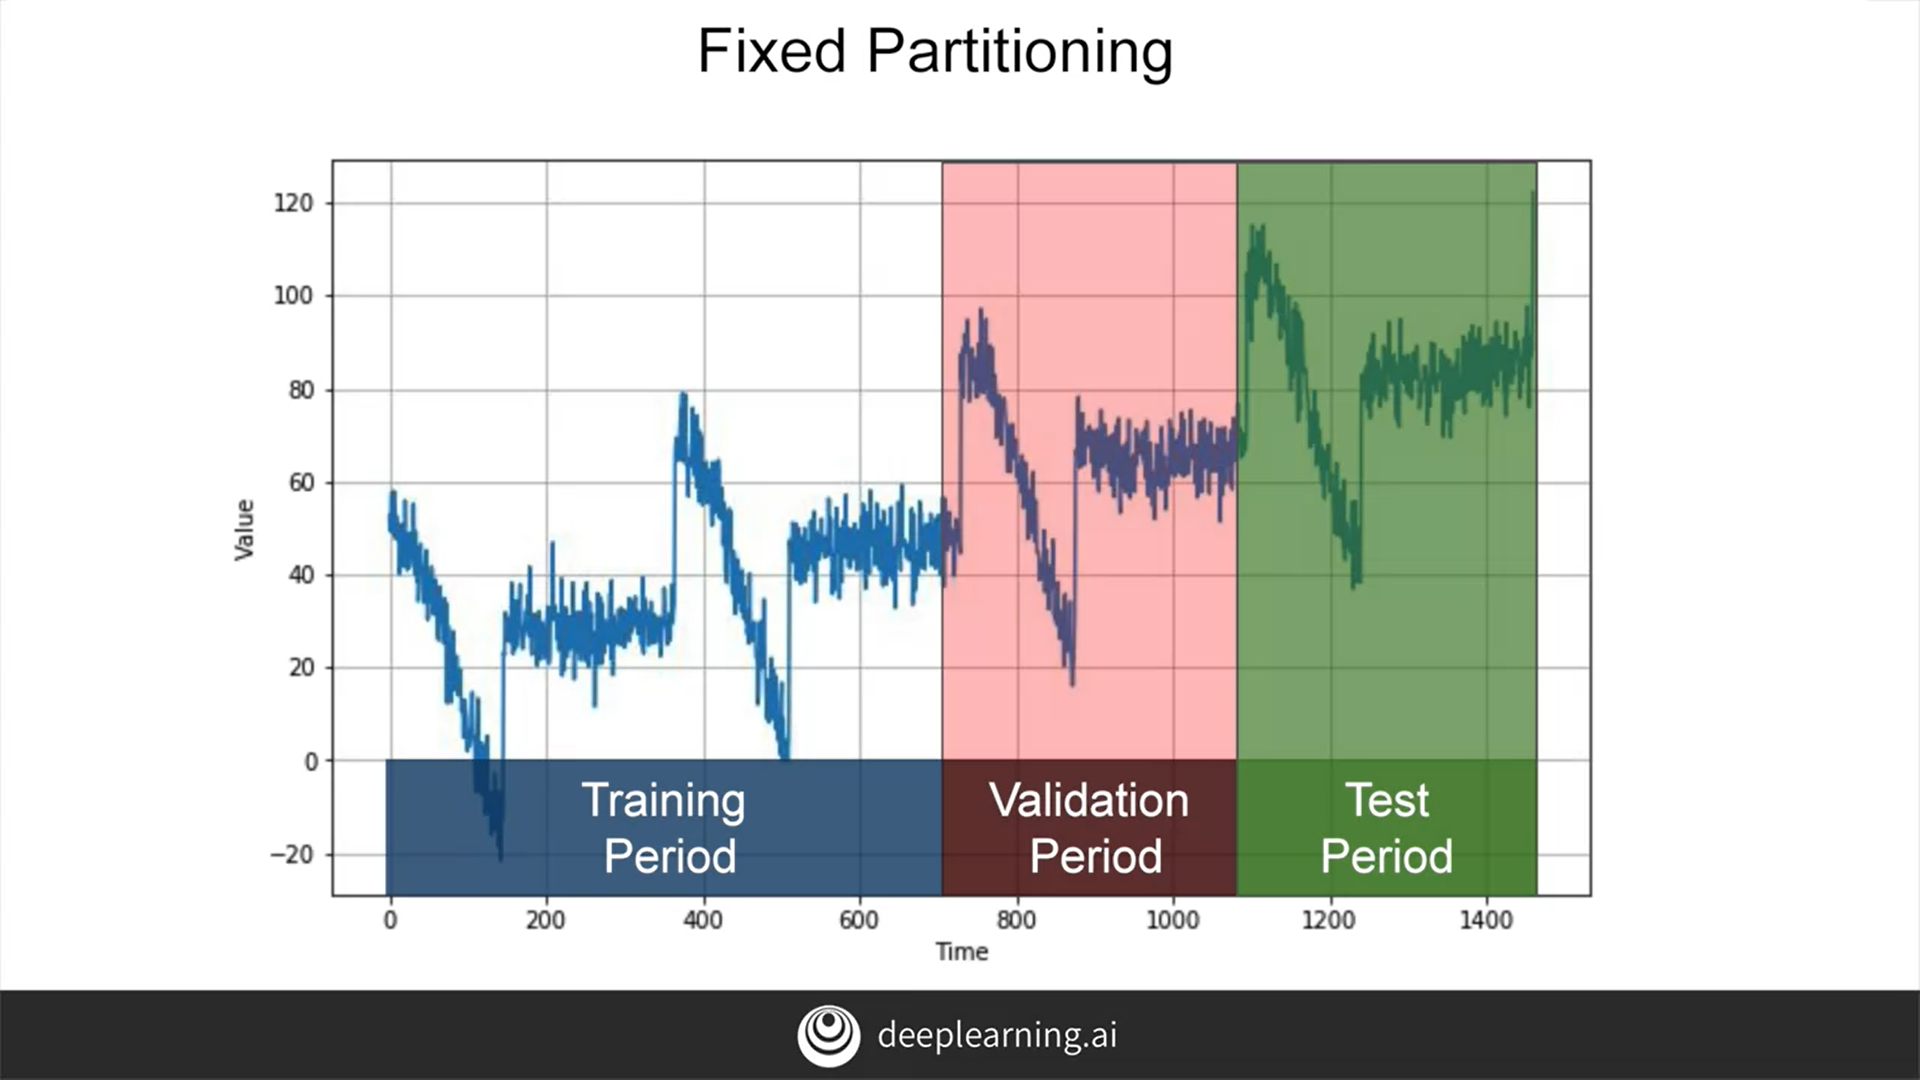 Fixed Partitioning
120
100
80
60
40
20
0
−20
Value
Training
Period
Validation
Period
Test
Period
0 200 400 600 800 1000 1200 1400
Time
deeplearning.ai